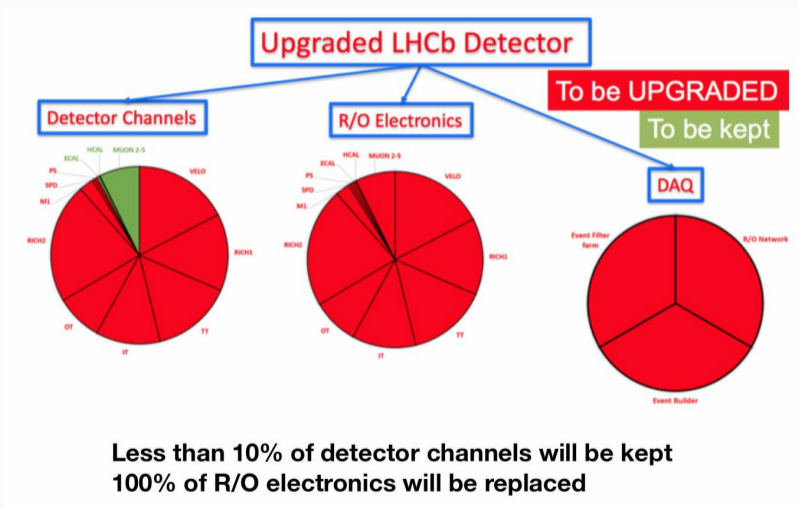 Upgraded LHCb Detector
To be UPGRADED
To be kept
Detector Channels
R/O Electronics
DAQ
HCAL MUON 2-5
ECAL
PS
SPD
M1
VELO
RICH2
RICH1
OT
TT
IT
HCAL MUON 2-5
ECAL
PS
SPD
M1
VELO
RICH2
RICH1
OT
TT
IT
Event Filter
farm
R/O Network
Event Builder
Less than 10% of detector channels will be kept
100% of R/O electronics will be replaced